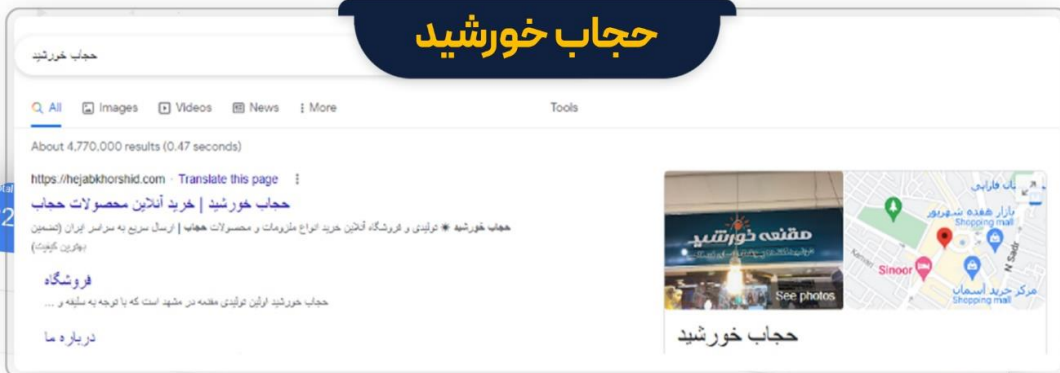 حجاب خورشید
حجاب خورشید
All Images Videos News More Tools
About 4,770,000 results (0.47 seconds)
https://hejabkhorshid.com · Translate this page
حجاب خورشید | خرید آنلاین محصولات حجاب
حجاب خورشید ☀ تولیدی و فروشگاه آنلاین خرید انواع ملزومات و محصولات حجاب | ارسال سریع به سراسر ایران (تضمین
بهترین کیفیت)
فروشگاه
حجاب خورشید اولین تولیدی مقنعه در مشهد است که با توجه به سلیقه و ...
درباره ما
مقنعه خورشید
See photos
فارابی
بازار هفده شهریور
Shopping mall
Sinoor
N Sadr
مرکز خرید آسمان
Shopping mall
حجاب خورشید